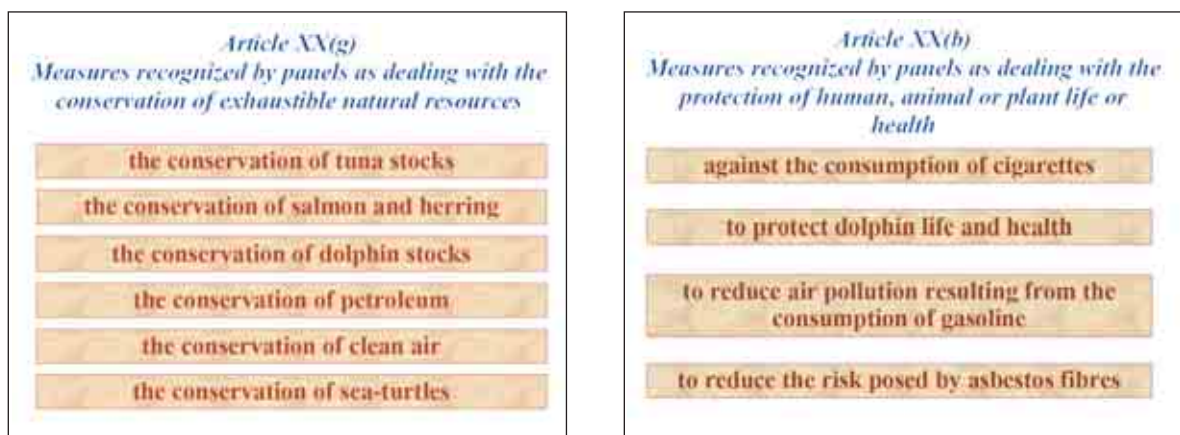 Article XX(g)
Measures recognized by panels as dealing with the
conservation of exhaustible natural resources
the conservation of tuna stocks
the conservation of salmon and herring
the conservation of dolphin stocks
the conservation of petroleum
the conservation of clean air
the conservation of sea-turtles
Article XX(b)
Measures recognized by panels as dealing with the
protection of human, animal or plant life or
health
against the consumption of cigarettes
to protect dolphin life and health
to reduce air pollution resulting from the
consumption of gasoline
to reduce the risk posed by asbestos fibres